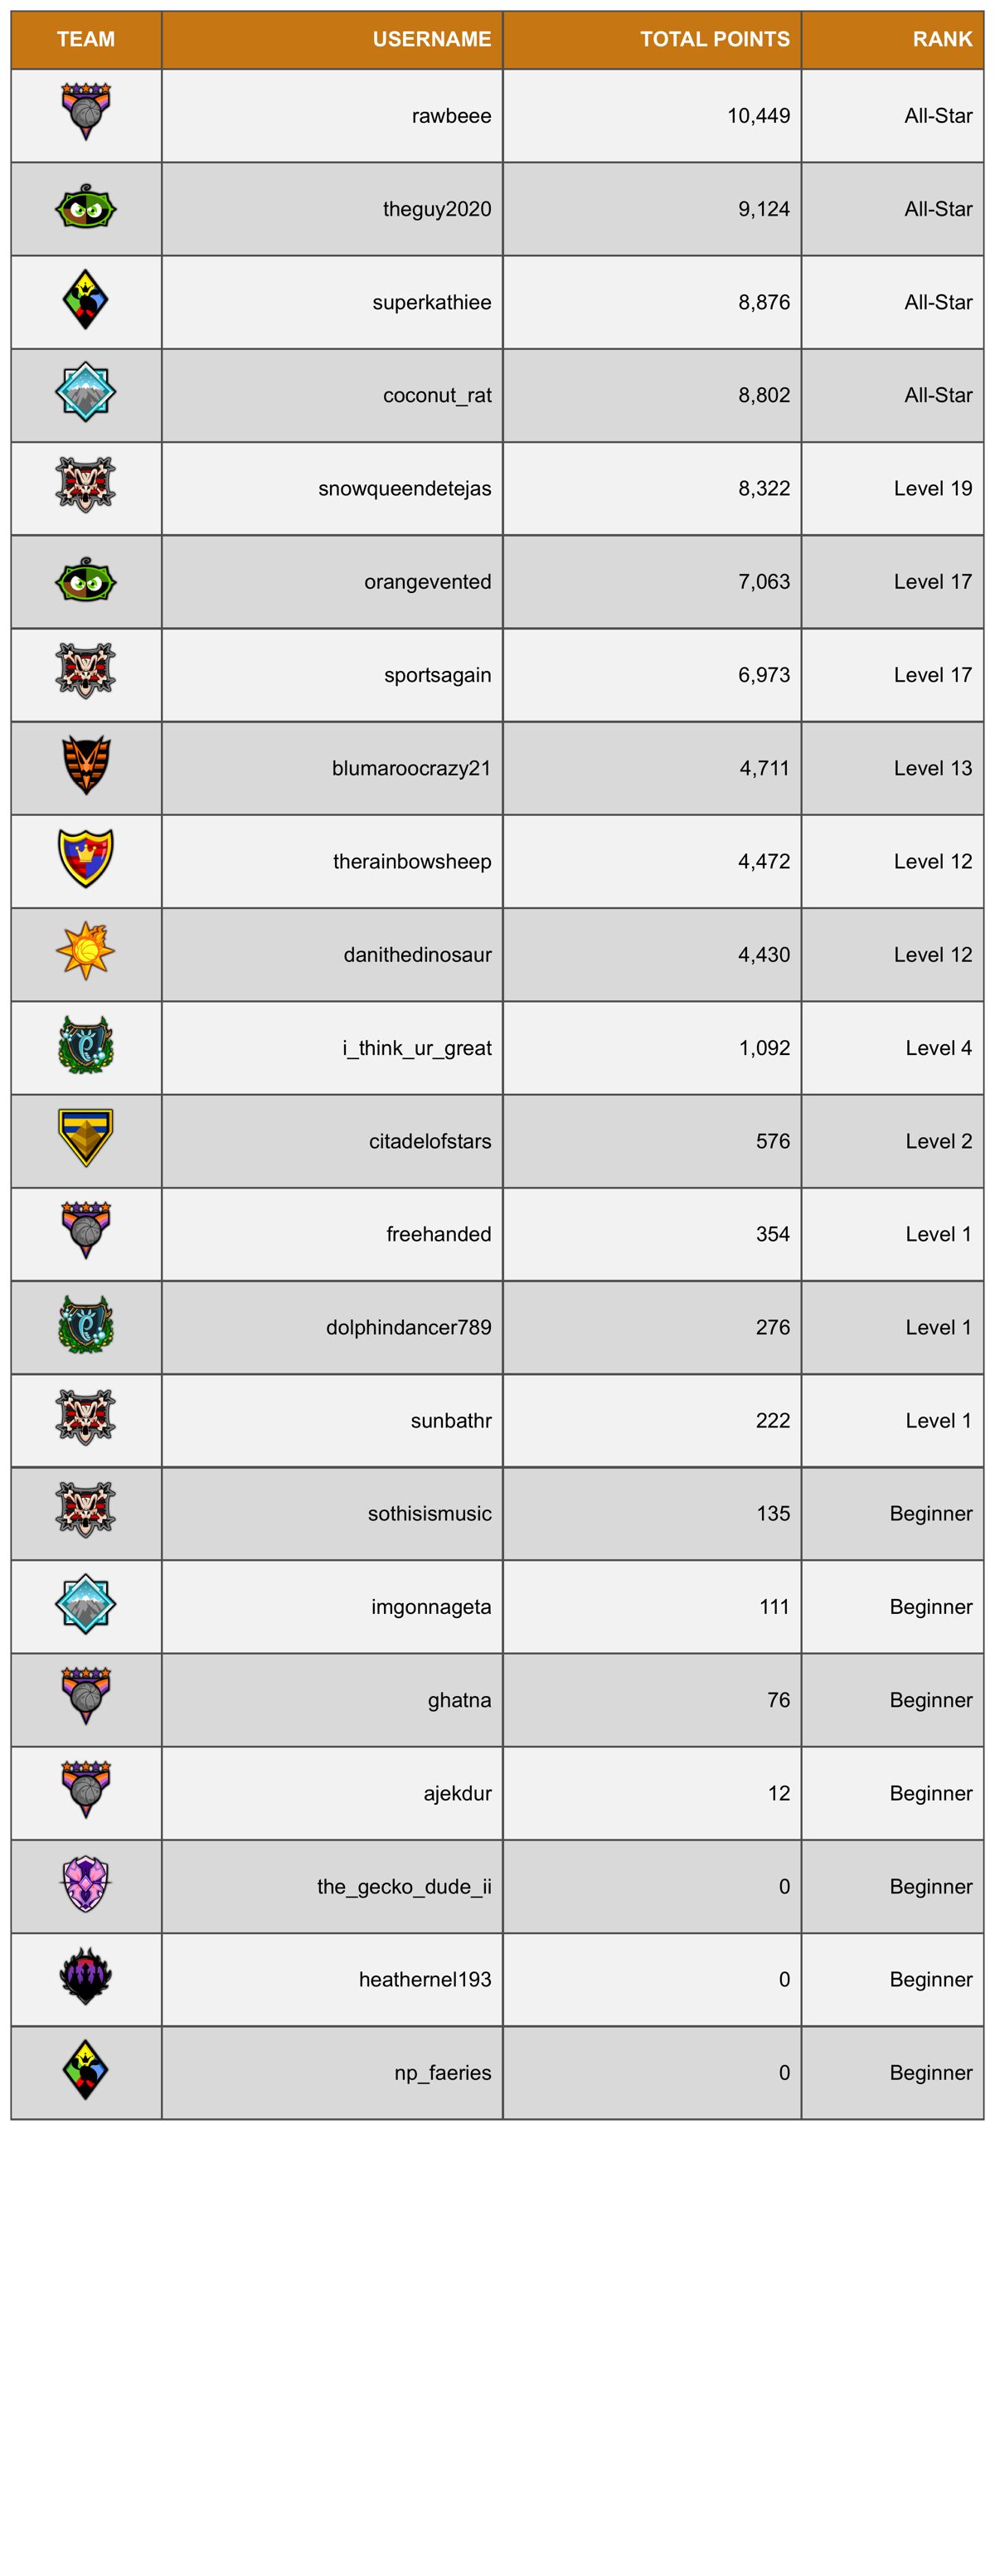 TEAM USERNAME TOTAL POINTS RANK
rawbeee 10,449 All-Star
theguy2020 9,124 All-Star
superkathiee 8,876 All-Star
coconut_rat 8,802 All-Star
snowqueendetejas 8,322 Level 19
orangevented 7,063 Level 17
sportsagain 6,973 Level 17
blumaroocrazy21 4,711 Level 13
therainbowsheep 4,472 Level 12
danithedinosaur 4,430 Level 12
i_think_ur_great 1,092 Level 4
citadelofstars 576 Level 2
freehanded 354 Level 1
dolphindancer789 276 Level 1
sunbathr 222 Level 1
sothisismusic 135 Beginner
imgonnageta 111 Beginner
ghatna 76 Beginner
ajekdur 12 Beginner
the_gecko_dude_ii 0 Beginner
heathernel193 0 Beginner
np_faeries 0 Beginner